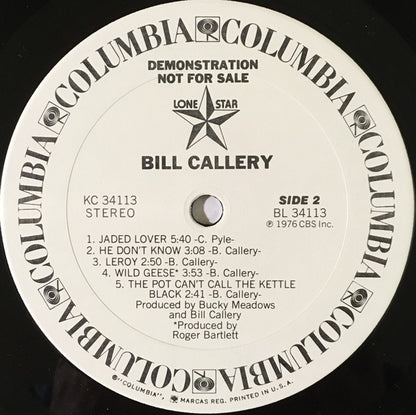 COLUMBIA COLUMBIA COLUMBIA COLUMBIA COLUMBIA COLUMBIA
DEMONSTRATION
NOT FOR SALE
LONE STAR
BILL CALLERY
KC 34113
STEREO
SIDE 2
BL 34113
℗ 1976 CBS Inc.
1. JADED LOVER 5:40 -C. Pyle-
2. HE DON'T KNOW 3:08 -B. Callery-
3. LEROY 2:50 -B. Callery-
4. WILD GEESE* 3:53 -B. Callery-
5. THE POT CAN'T CALL THE KETTLE
BLACK 2:41 -B. Callery-
Produced by Bucky Meadows
and Bill Callery
*Produced by
Roger Bartlett
®"COLUMBIA", MARCAS REG. PRINTED IN U.S.A.